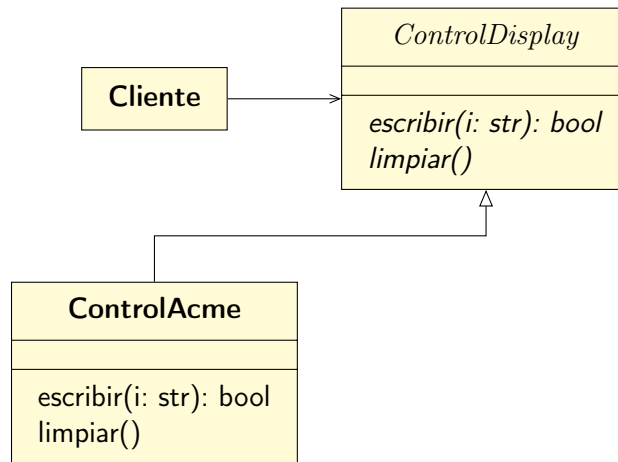 ControlDisplay
Cliente
escribir(i: str): bool
limpiar()
ControlAcme
escribir(i: str): bool
limpiar()